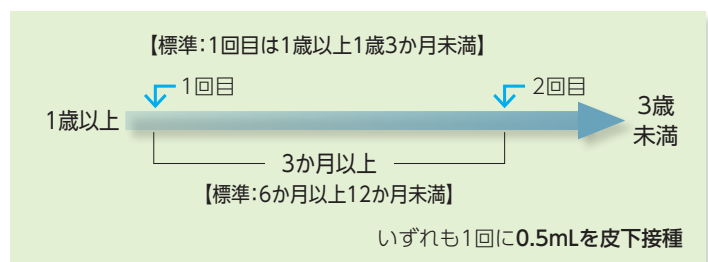 【標準:1回目は1歳以上1歳3か月未満】
1回目
2回目
1歳以上
3歳
未満
3か月以上
【標準:6か月以上12か月未満】
いずれも1回に0.5mLを皮下接種